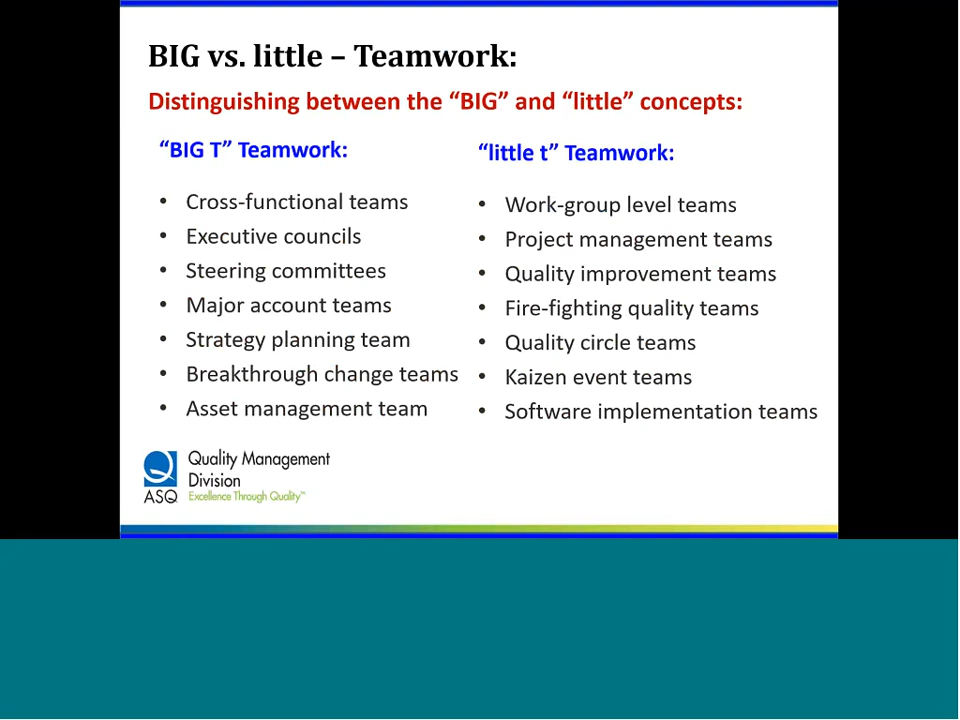 BIG vs. little – Teamwork:
Distinguishing between the “BIG” and “little” concepts:
“BIG T” Teamwork:
• Cross-functional teams
• Executive councils
• Steering committees
• Major account teams
• Strategy planning team
• Breakthrough change teams
• Asset management team
“little t” Teamwork:
• Work-group level teams
• Project management teams
• Quality improvement teams
• Fire-fighting quality teams
• Quality circle teams
• Kaizen event teams
• Software implementation teams
Quality Management
Division
ASQ Excellence Through Quality™